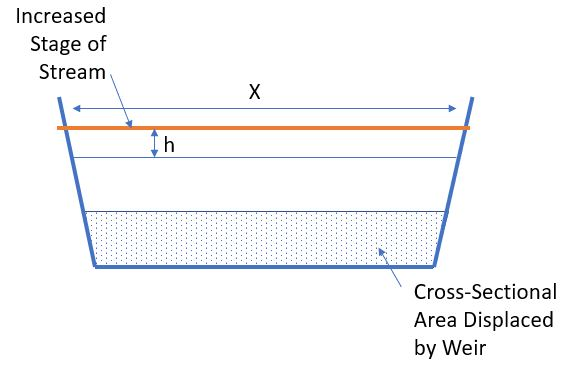 Increased
Stage of
Stream
X
h
Cross-Sectional
Area Displaced
by Weir